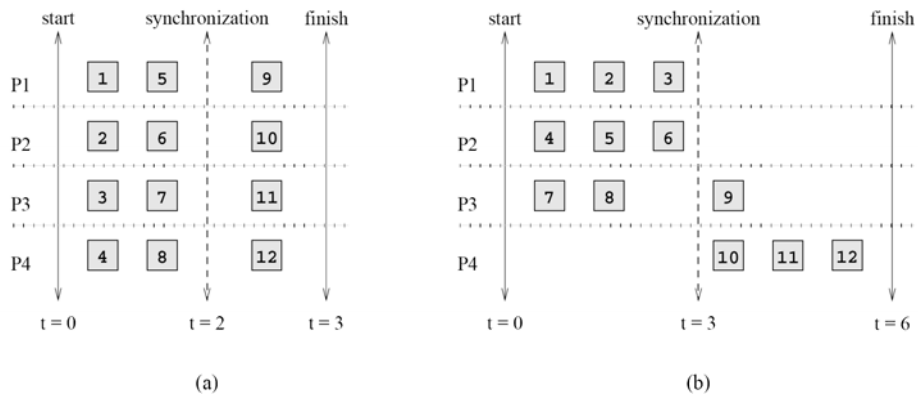 start synchronization finish
P1 1 5 9
P2 2 6 10
P3 3 7 11
P4 4 8 12
t = 0 t = 2 t = 3
(a)
start synchronization finish
P1 1 2 3
P2 4 5 6
P3 7 8 9
P4 10 11 12
t = 0 t = 3 t = 6
(b)